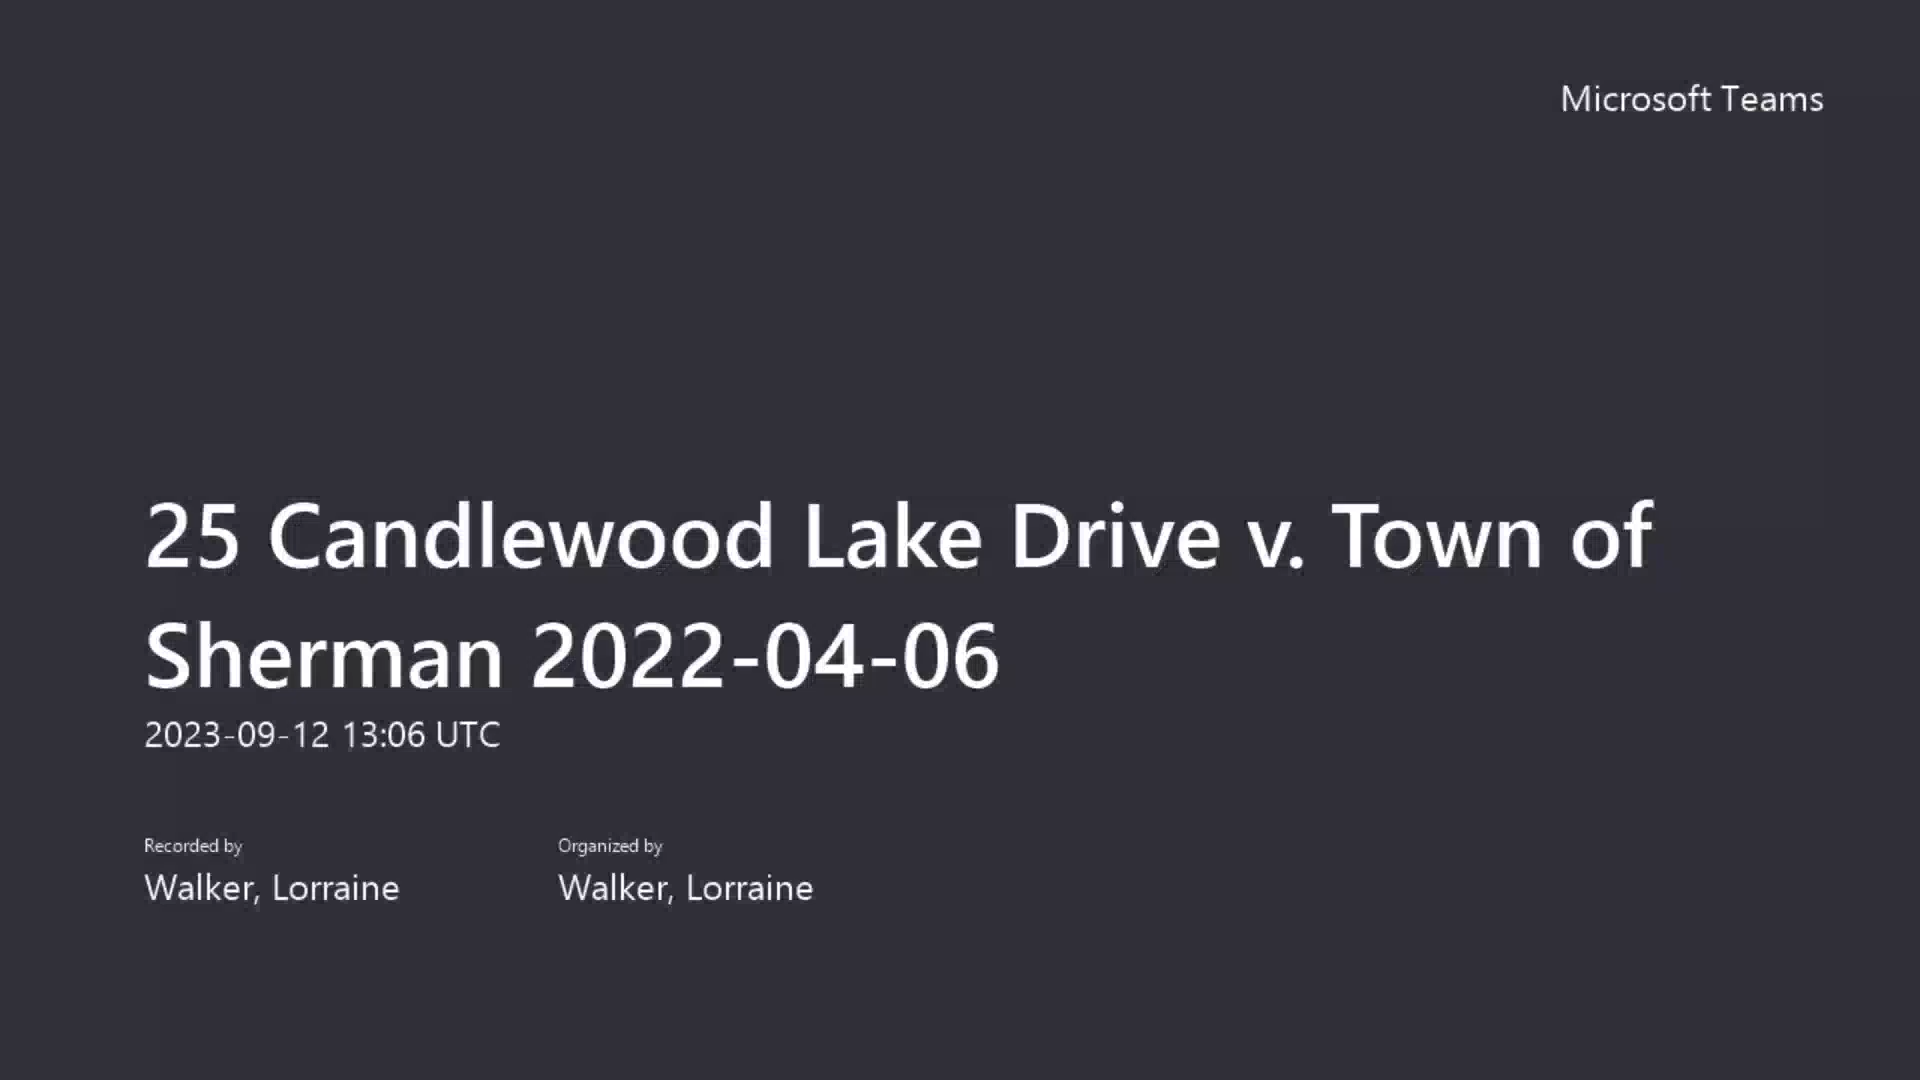 Microsoft Teams
25 Candlewood Lake Drive v. Town of
Sherman 2022-04-06
2023-09-12 13:06 UTC
Recorded by
Organized by
Walker, Lorraine
Walker, Lorraine